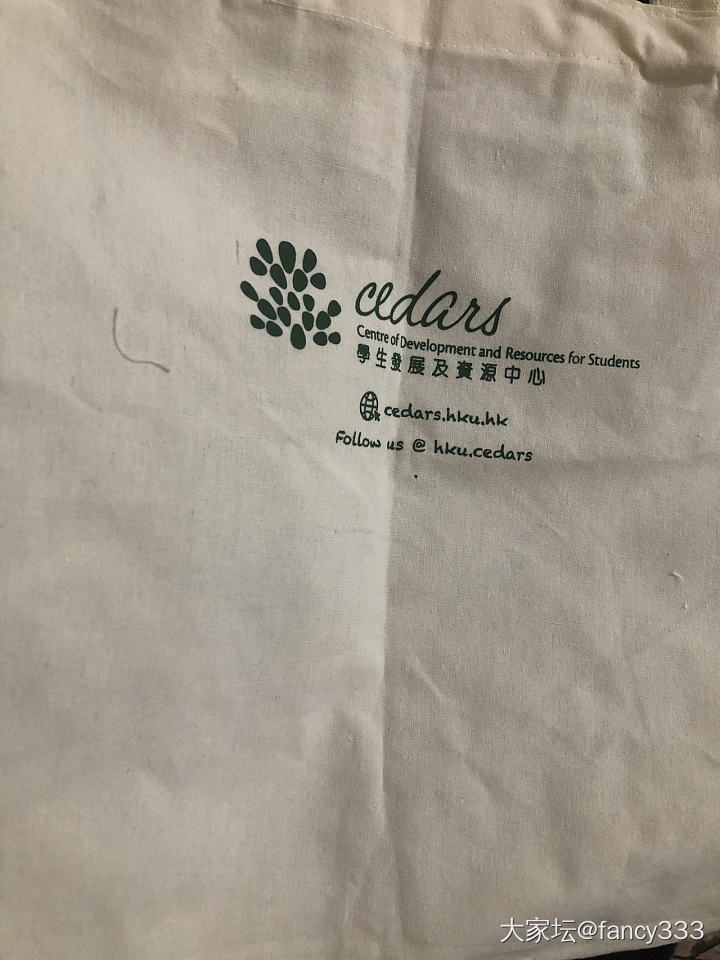 cedars
Centre of Development and Resources for Students
學生發展及資源中心
cedars.hku.hk
Follow us @ hku.cedars
大家坛@fancy333